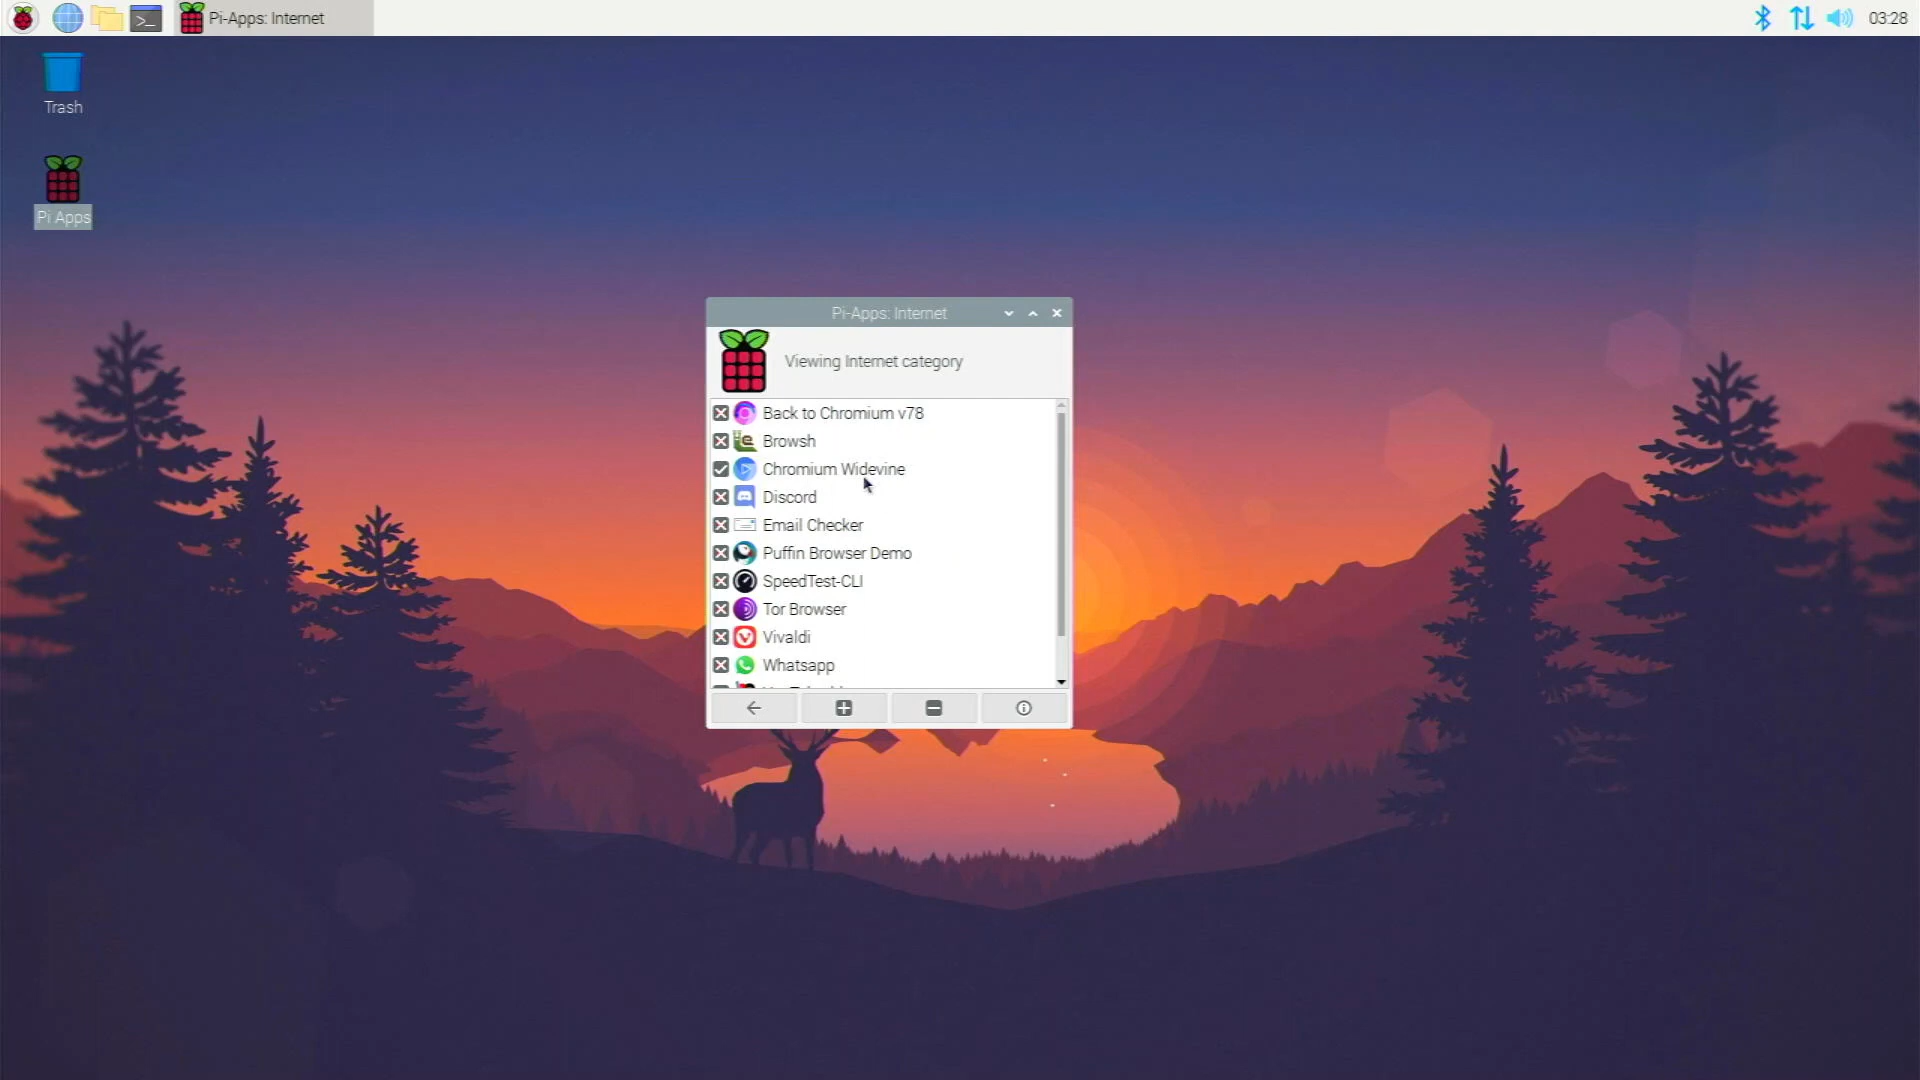 Pi-Apps: Internet
03:28
Trash
Pi Apps
Pi-Apps: Internet
Viewing Internet category
Back to Chromium v78
Browsh
Chromium Widevine
Discord
Email Checker
Puffin Browser Demo
SpeedTest-CLI
Tor Browser
Vivaldi
Whatsapp